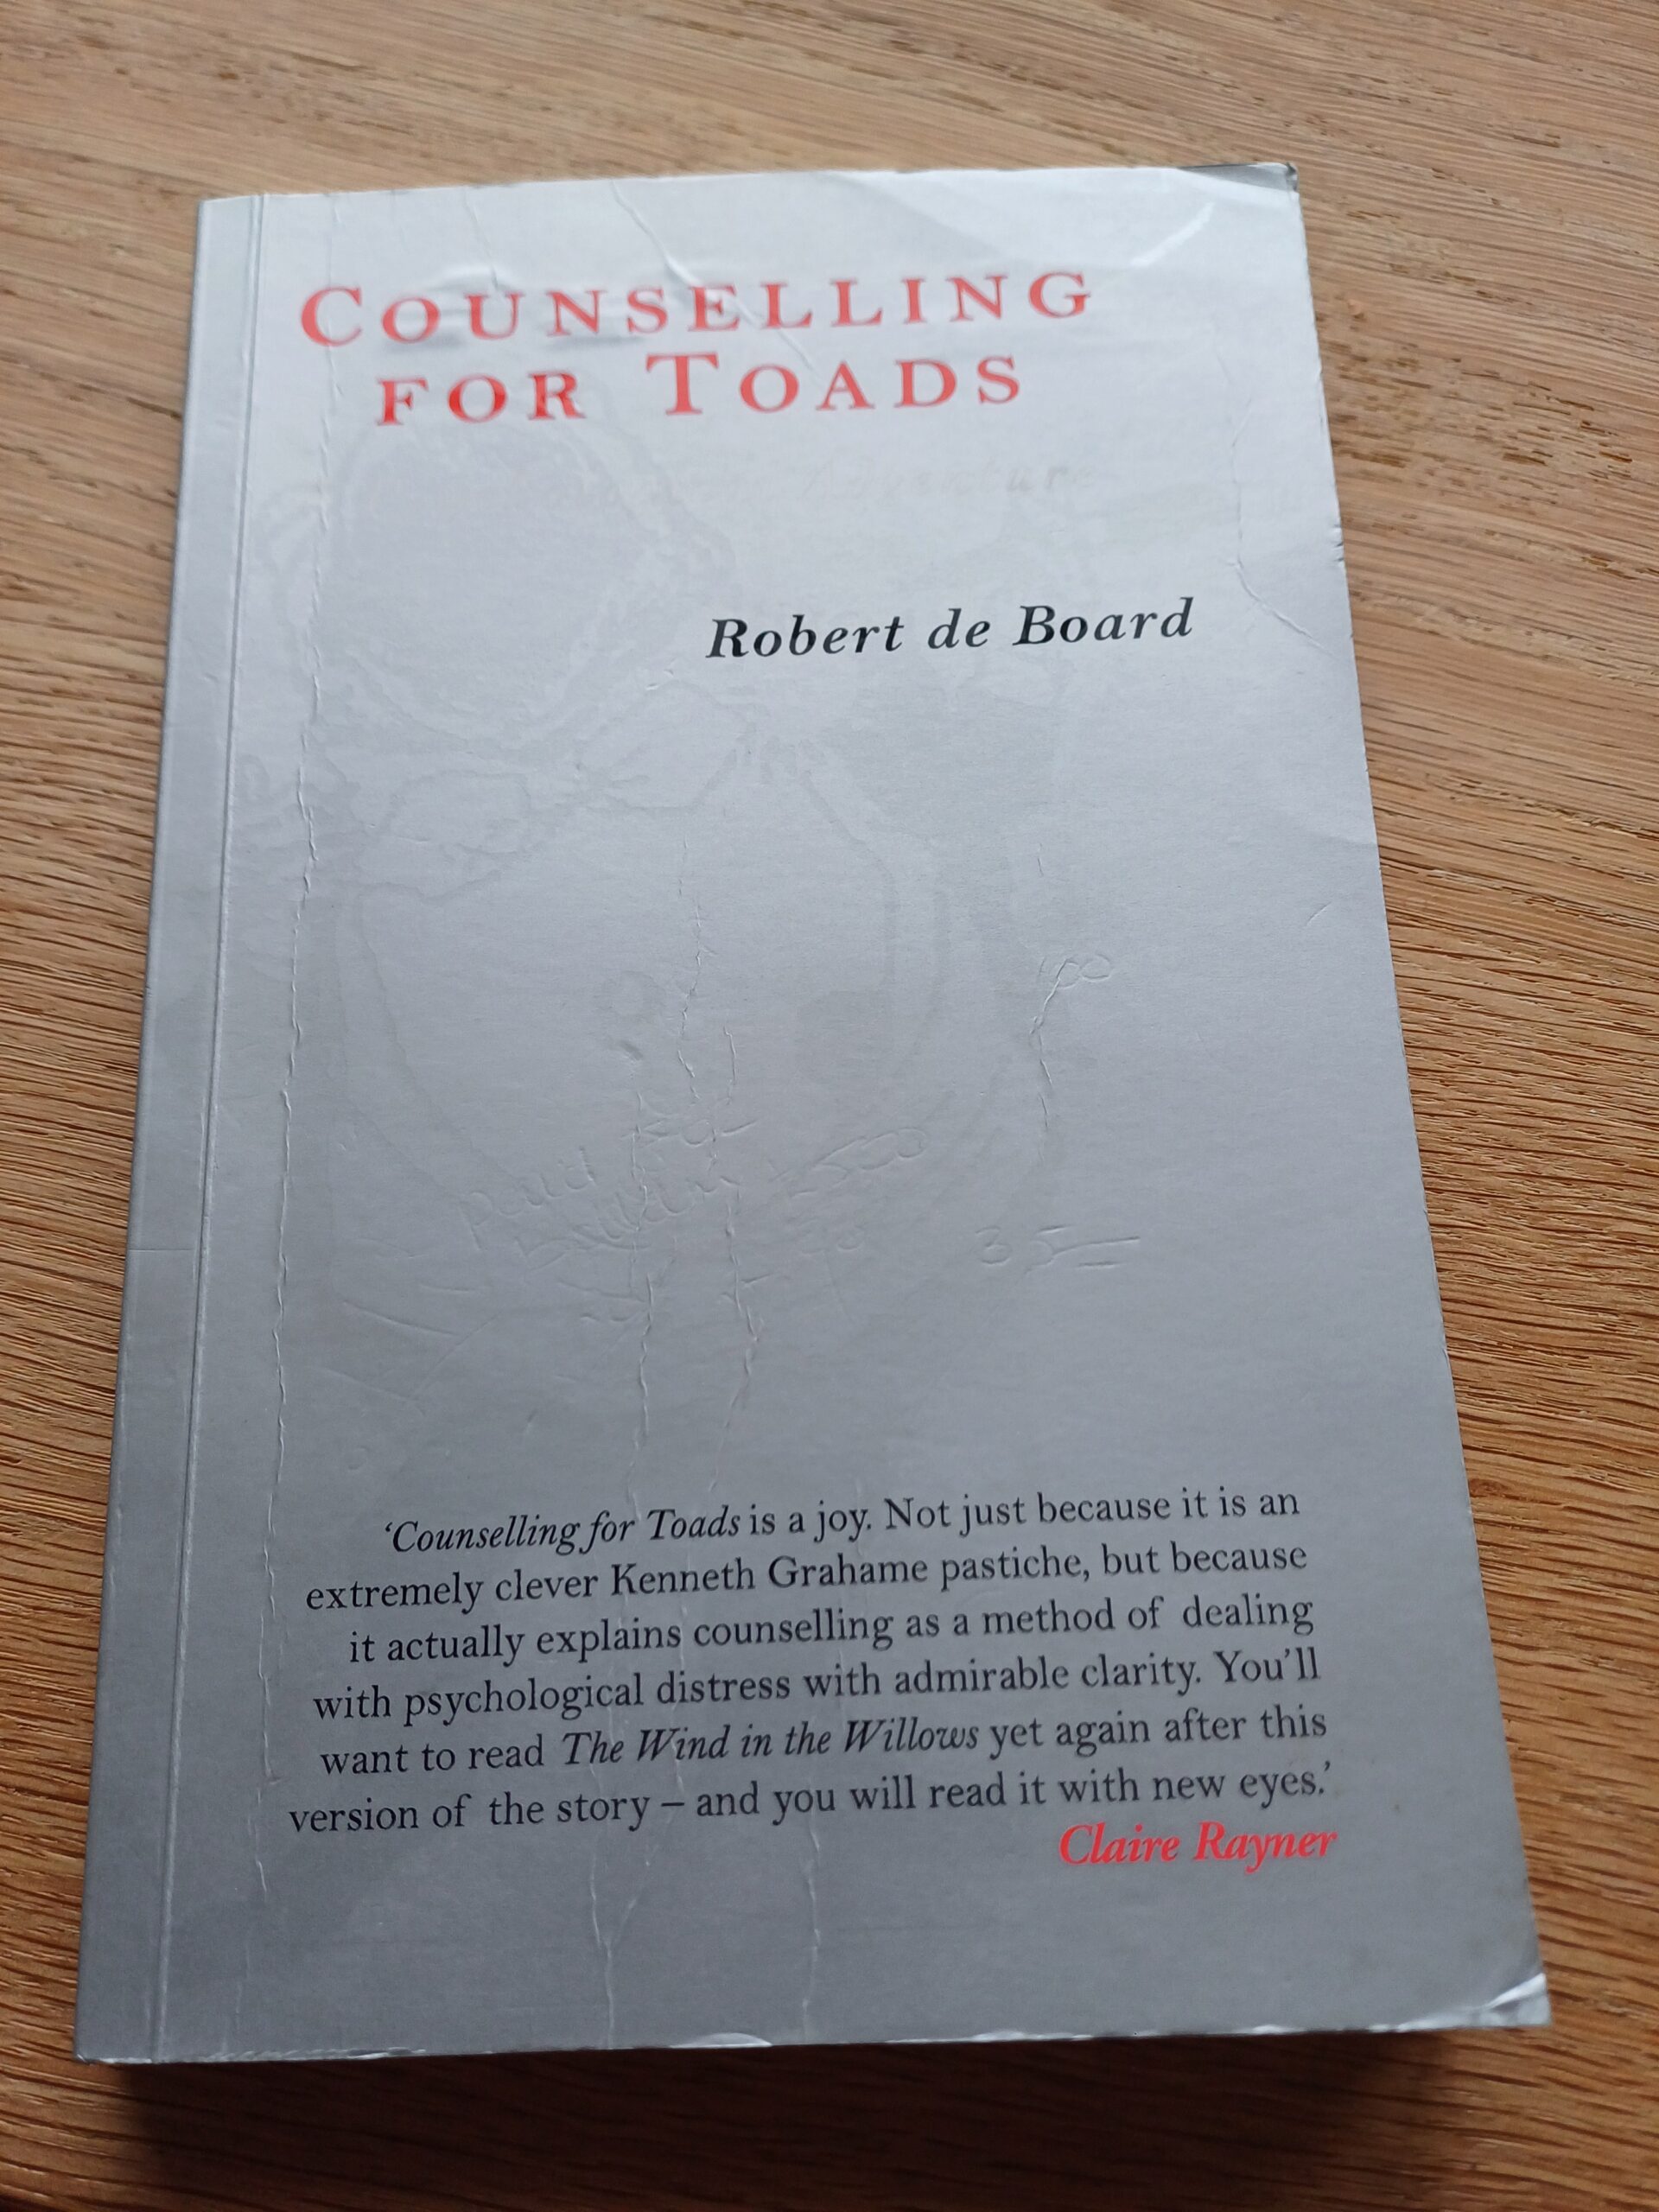 COUNSELLING
FOR TOADS
Robert de Board
‘Counselling for Toads is a joy. Not just because it is an
extremely clever Kenneth Grahame pastiche, but because
it actually explains counselling as a method of dealing
with psychological distress with admirable clarity. You’ll
want to read The Wind in the Willows yet again after this
version of the story – and you will read it with new eyes.’
Claire Rayner